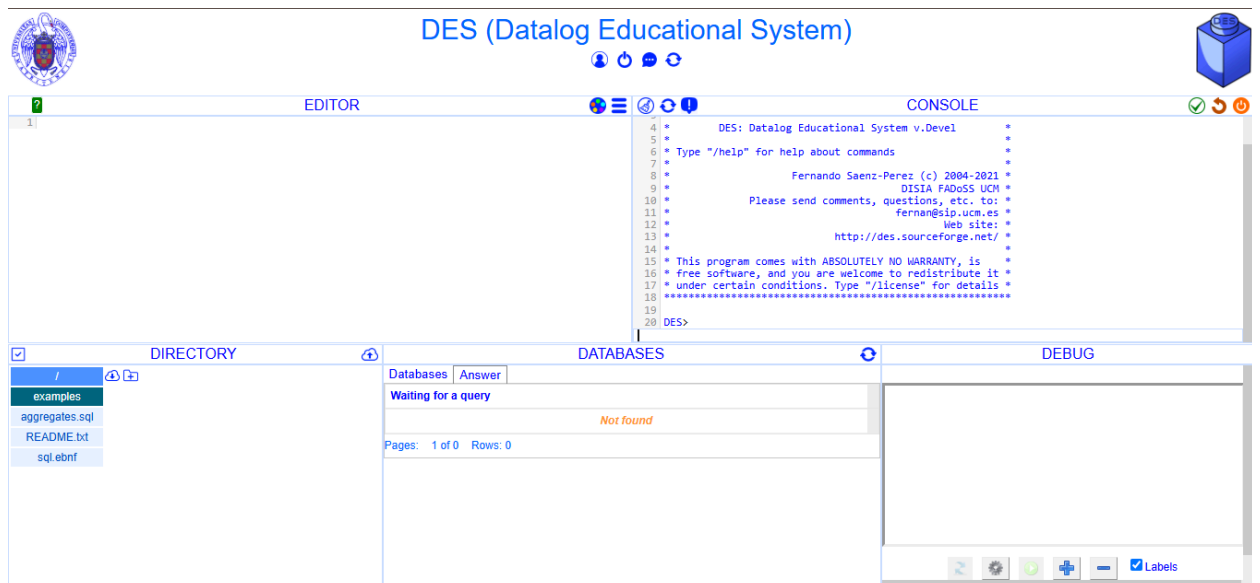 DES (Datalog Educational System)
DES
? EDITOR
1
CONSOLE
4 * DES: Datalog Educational System v.Devel *
5 * *
6 * Type "/help" for help about commands *
7 * *
8 * Fernando Saenz-Perez (c) 2004-2021 *
9 * DISIA FADoSS UCM *
10 * Please send comments, questions, etc. to: *
11 * fernan@sip.ucm.es *
12 * Web site: *
13 * http://des.sourceforge.net/ *
14 * *
15 * This program comes with ABSOLUTELY NO WARRANTY, is *
16 * free software, and you are welcome to redistribute it *
17 * under certain conditions. Type "/license" for details *
18 *********************************************************
19
20 DES>
DIRECTORY
/
examples
aggregates.sql
README.txt
sql.ebnf
DATABASES
Databases Answer
Waiting for a query
Not found
Pages: 1 of 0 Rows: 0
DEBUG
Labels